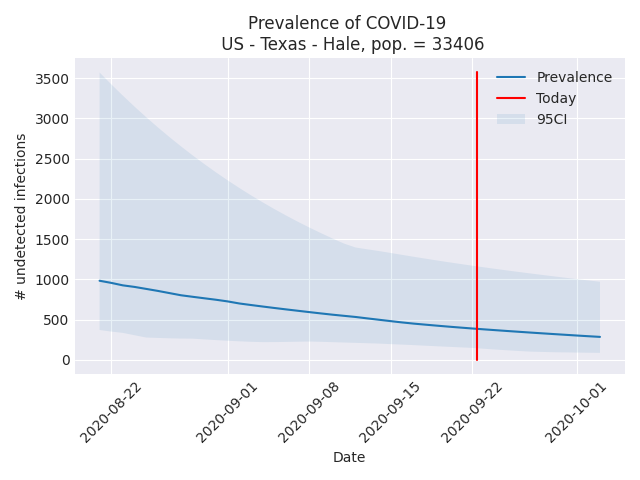 Prevalence of COVID-19
US - Texas - Hale, pop. = 33406
Prevalence
Today
95CI
3500
3000
2500
2000
1500
1000
500
0
# undetected infections
2020-08-22
2020-09-01
2020-09-08
2020-09-15
2020-09-22
2020-10-01
Date